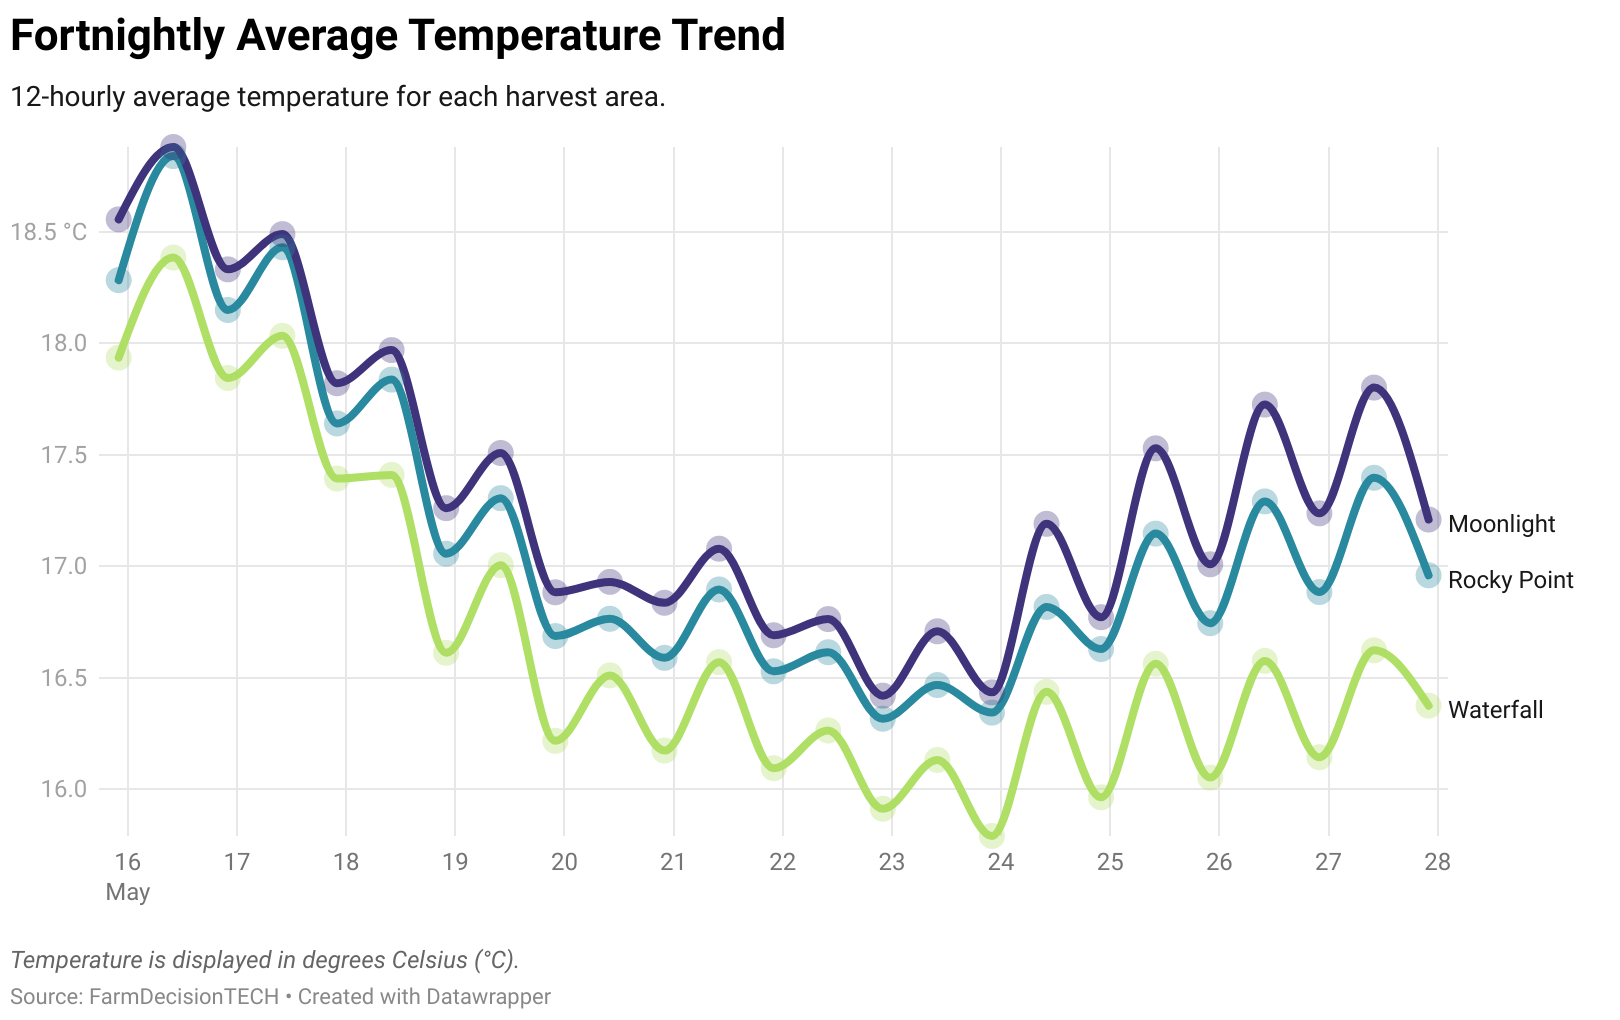 Fortnightly Average Temperature Trend
12-hourly average temperature for each harvest area.
18.5 °C
18.0
17.5
17.0
16.5
16.0
Moonlight
Rocky Point
Waterfall
16 17 18 19 20 21 22 23 24 25 26 27 28
May
Temperature is displayed in degrees Celsius (°C).
Source: FarmDecisionTECH • Created with Datawrapper